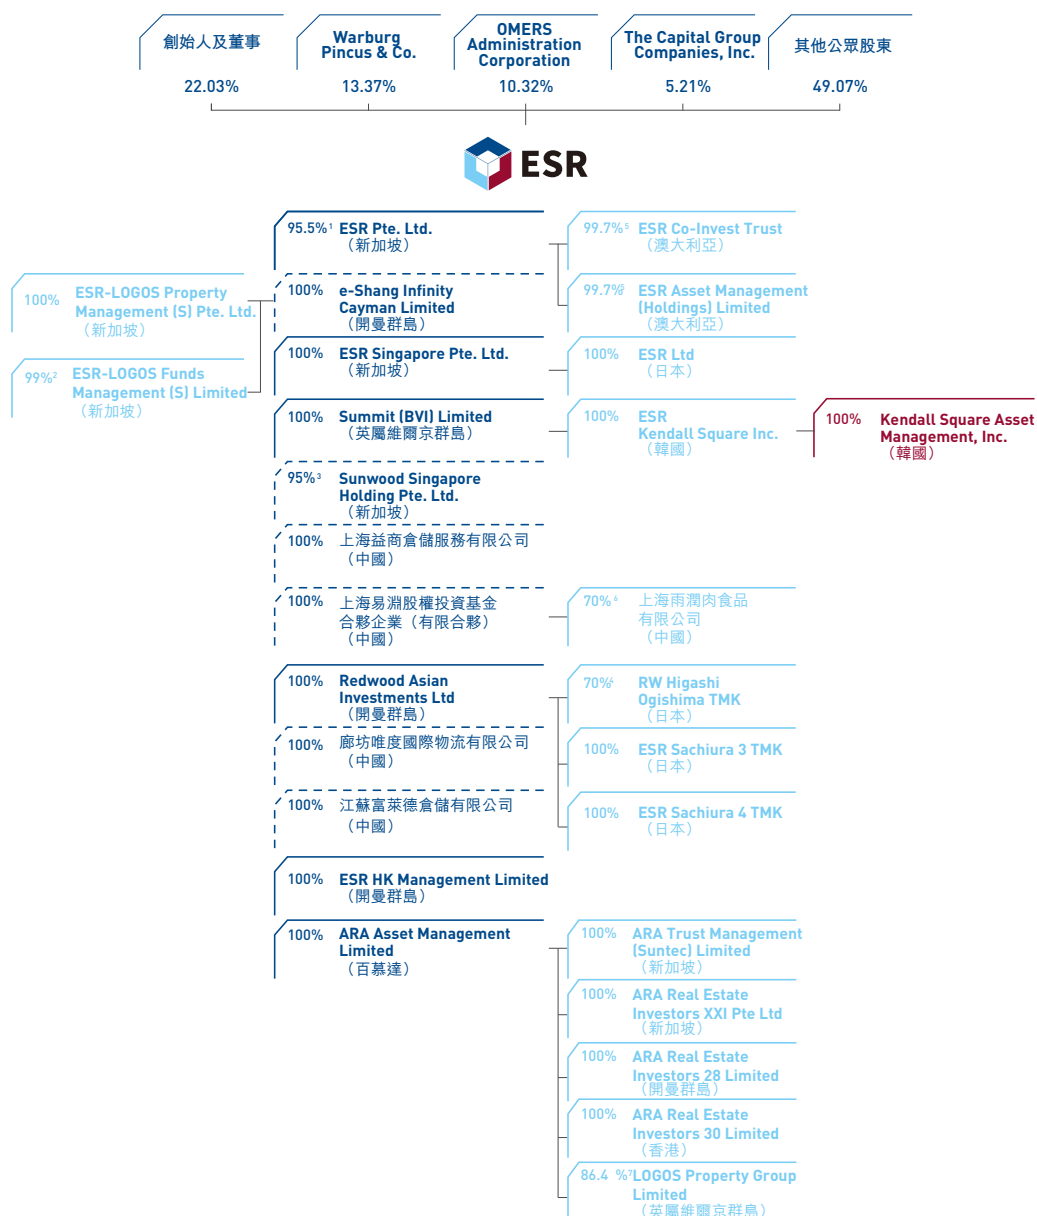 創始人及董事
22.03%
Warburg
Pincus & Co.
13.37%
OMERS
Administration
Corporation
10.32%
The Capital Group
Companies, Inc.
5.21%
其他公眾股東
49.07%
ESR
100% ESR-LOGOS Property
Management (S) Pte. Ltd.
（新加坡）
99%2 ESR-LOGOS Funds
Management (S) Limited
（新加坡）
95.5%1 ESR Pte. Ltd.
（新加坡）
99.7%5 ESR Co-Invest Trust
（澳大利亞）
100% e-Shang Infinity
Cayman Limited
（開曼群島）
99.7%5 ESR Asset Management
(Holdings) Limited
（澳大利亞）
100% ESR Singapore Pte. Ltd.
（新加坡）
100% ESR Ltd
（日本）
100% Summit (BVI) Limited
（英屬維爾京群島）
100% ESR
Kendall Square Inc.
（韓國）
100% Kendall Square Asset
Management, Inc.
（韓國）
95%3 Sunwood Singapore
Holding Pte. Ltd.
（新加坡）
100% 上海益商倉儲服務有限公司
（中國）
100% 上海易淵股權投資基金
合夥企業（有限合夥）
（中國）
70%6 上海雨潤肉食品
有限公司
（中國）
100% Redwood Asian
Investments Ltd
（開曼群島）
70% RW Higashi
Ogishima TMK
（日本）
100% 廊坊唯度國際物流有限公司
（中國）
100% ESR Sachiura 3 TMK
（日本）
100% 江蘇富萊德倉儲有限公司
（中國）
100% ESR Sachiura 4 TMK
（日本）
100% ESR HK Management Limited
（開曼群島）
100% ARA Asset Management
Limited
（百慕達）
100% ARA Trust Management
(Suntec) Limited
（新加坡）
100% ARA Real Estate
Investors XXI Pte Ltd
（新加坡）
100% ARA Real Estate
Investors 28 Limited
（開曼群島）
100% ARA Real Estate
Investors 30 Limited
（香港）
86.4 %7 LOGOS Property Group
Limited
（英屬維爾京群島）